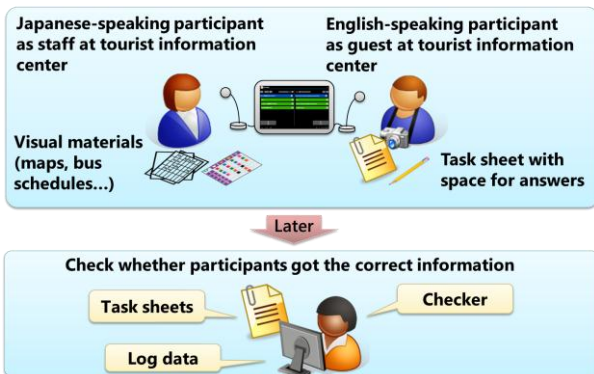 Japanese-speaking participant
as staff at tourist information
center
English-speaking participant
as guest at tourist information
center
Visual materials
(maps, bus
schedules...)
Task sheet with
space for answers
Later
Check whether participants got the correct information
Task sheets
Checker
Log data